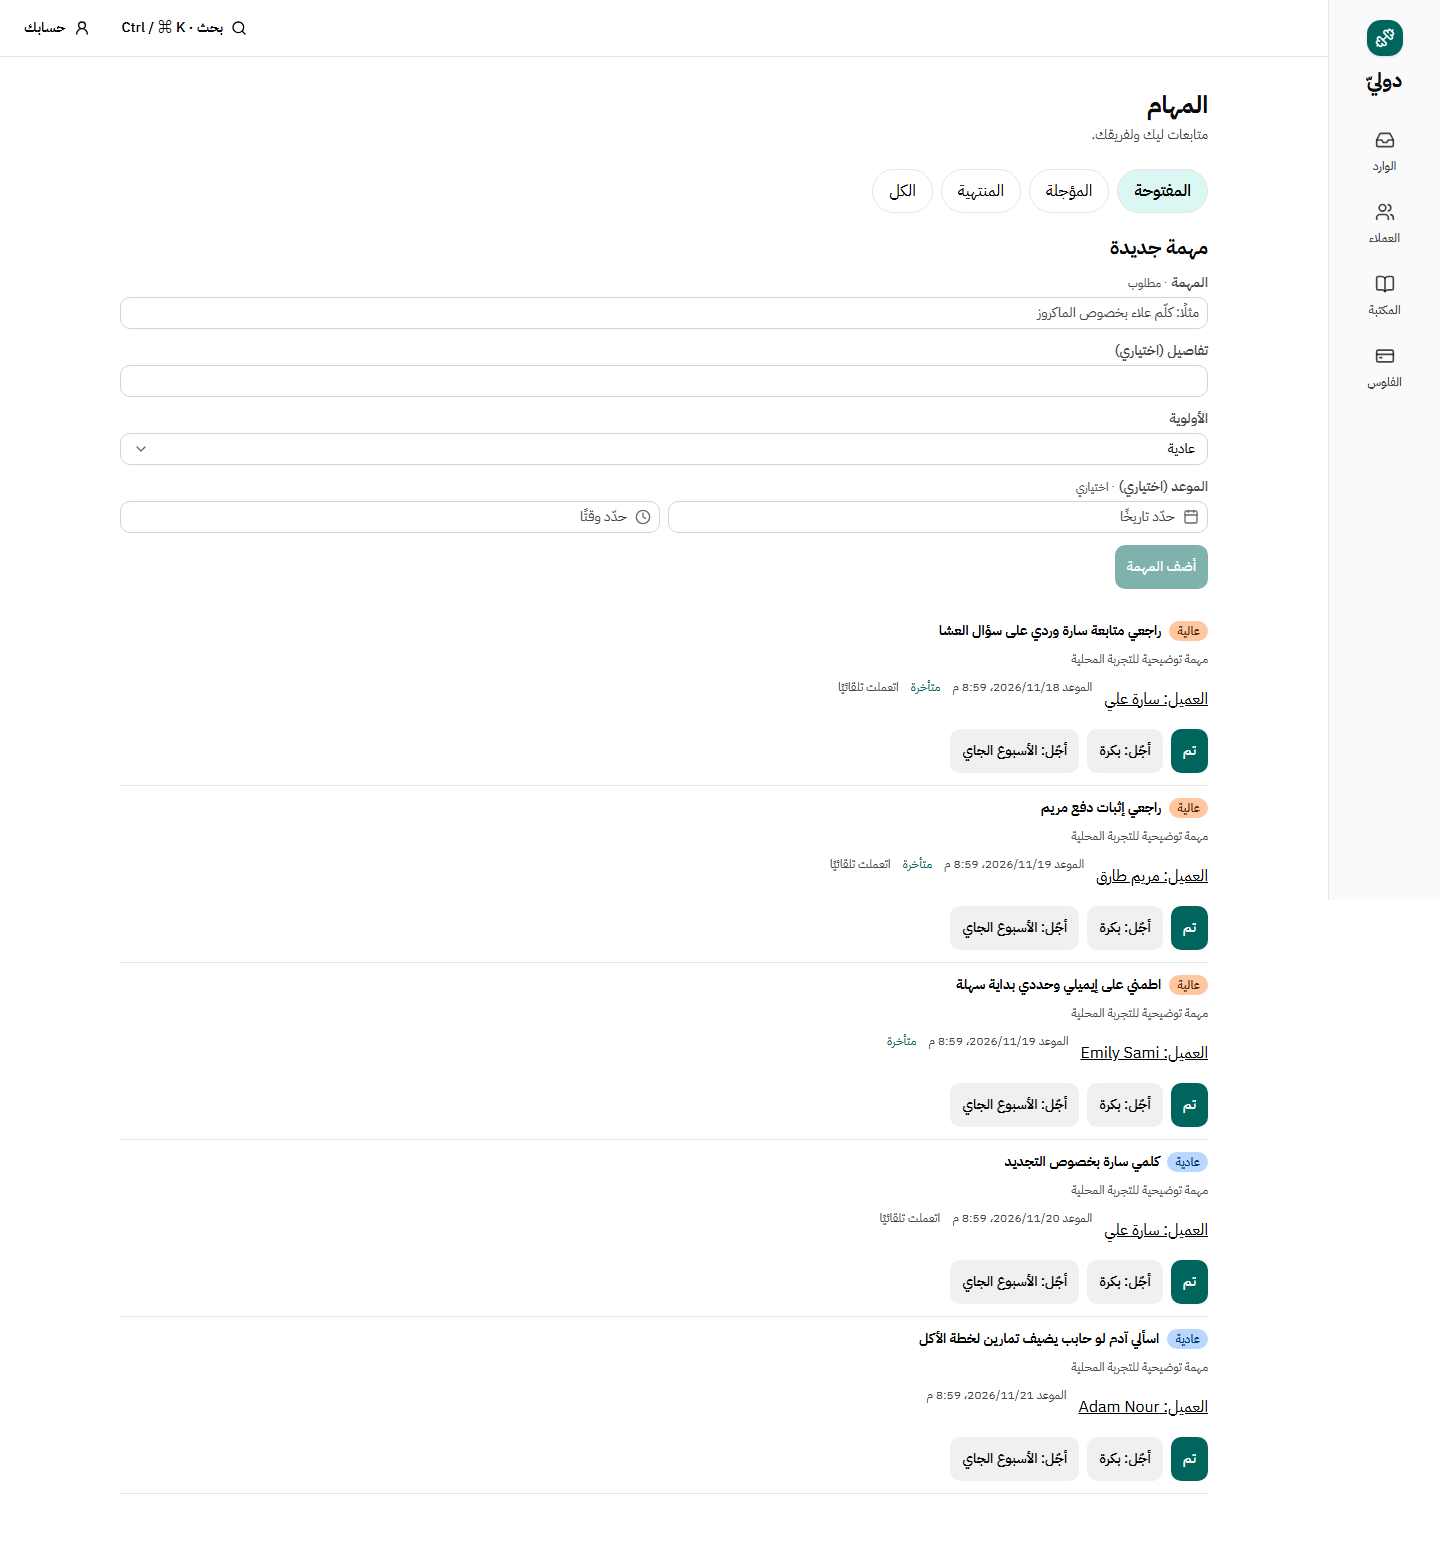 دوليّ
الوارد
العملاء
المكتبة
الفلوس
بحث · Ctrl / ⌘ K
حسابك
المهام
متابعات ليك ولفريقك.
المفتوحة
المؤجلة
المنتهية
الكل
مهمة جديدة
المهمة · مطلوب
مثلًا: كلّم علاء بخصوص الماكروز
تفاصيل (اختياري)
الأولوية
عادية
الموعد (اختياري) · اختياري
حدّد تاريخًا
حدّد وقتًا
أضف المهمة
عالية راجعي متابعة سارة وردي على سؤال العشا
مهمة توضيحية للتجربة المحلية
العميل: سارة علي الموعد 2026/11/18، 8:59 م متأخرة اتعملت تلقائيًا
تم أجّل: بكرة أجّل: الأسبوع الجاي
عالية راجعي إثبات دفع مريم
مهمة توضيحية للتجربة المحلية
العميل: مريم طارق الموعد 2026/11/19، 8:59 م متأخرة اتعملت تلقائيًا
تم أجّل: بكرة أجّل: الأسبوع الجاي
عالية اطمني على إيميلي وحددي بداية سهلة
مهمة توضيحية للتجربة المحلية
العميل: Emily Sami الموعد 2026/11/19، 8:59 م متأخرة
تم أجّل: بكرة أجّل: الأسبوع الجاي
عادية كلمي سارة بخصوص التجديد
مهمة توضيحية للتجربة المحلية
العميل: سارة علي الموعد 2026/11/20، 8:59 م اتعملت تلقائيًا
تم أجّل: بكرة أجّل: الأسبوع الجاي
عادية اسألي آدم لو حابب يضيف تمارين لخطة الأكل
مهمة توضيحية للتجربة المحلية
العميل: Adam Nour الموعد 2026/11/21، 8:59 م
تم أجّل: بكرة أجّل: الأسبوع الجاي